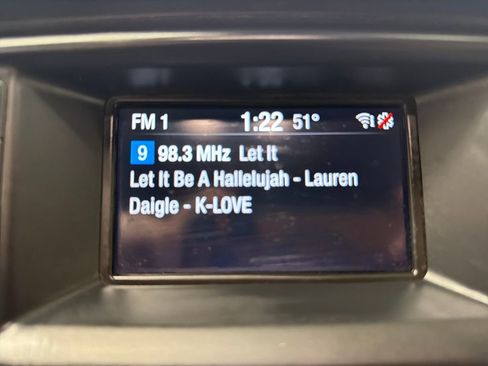 FM 1 1:22 51°
9 98.3 MHz Let It
Let It Be A Hallelujah - Lauren
Daigle - K-LOVE